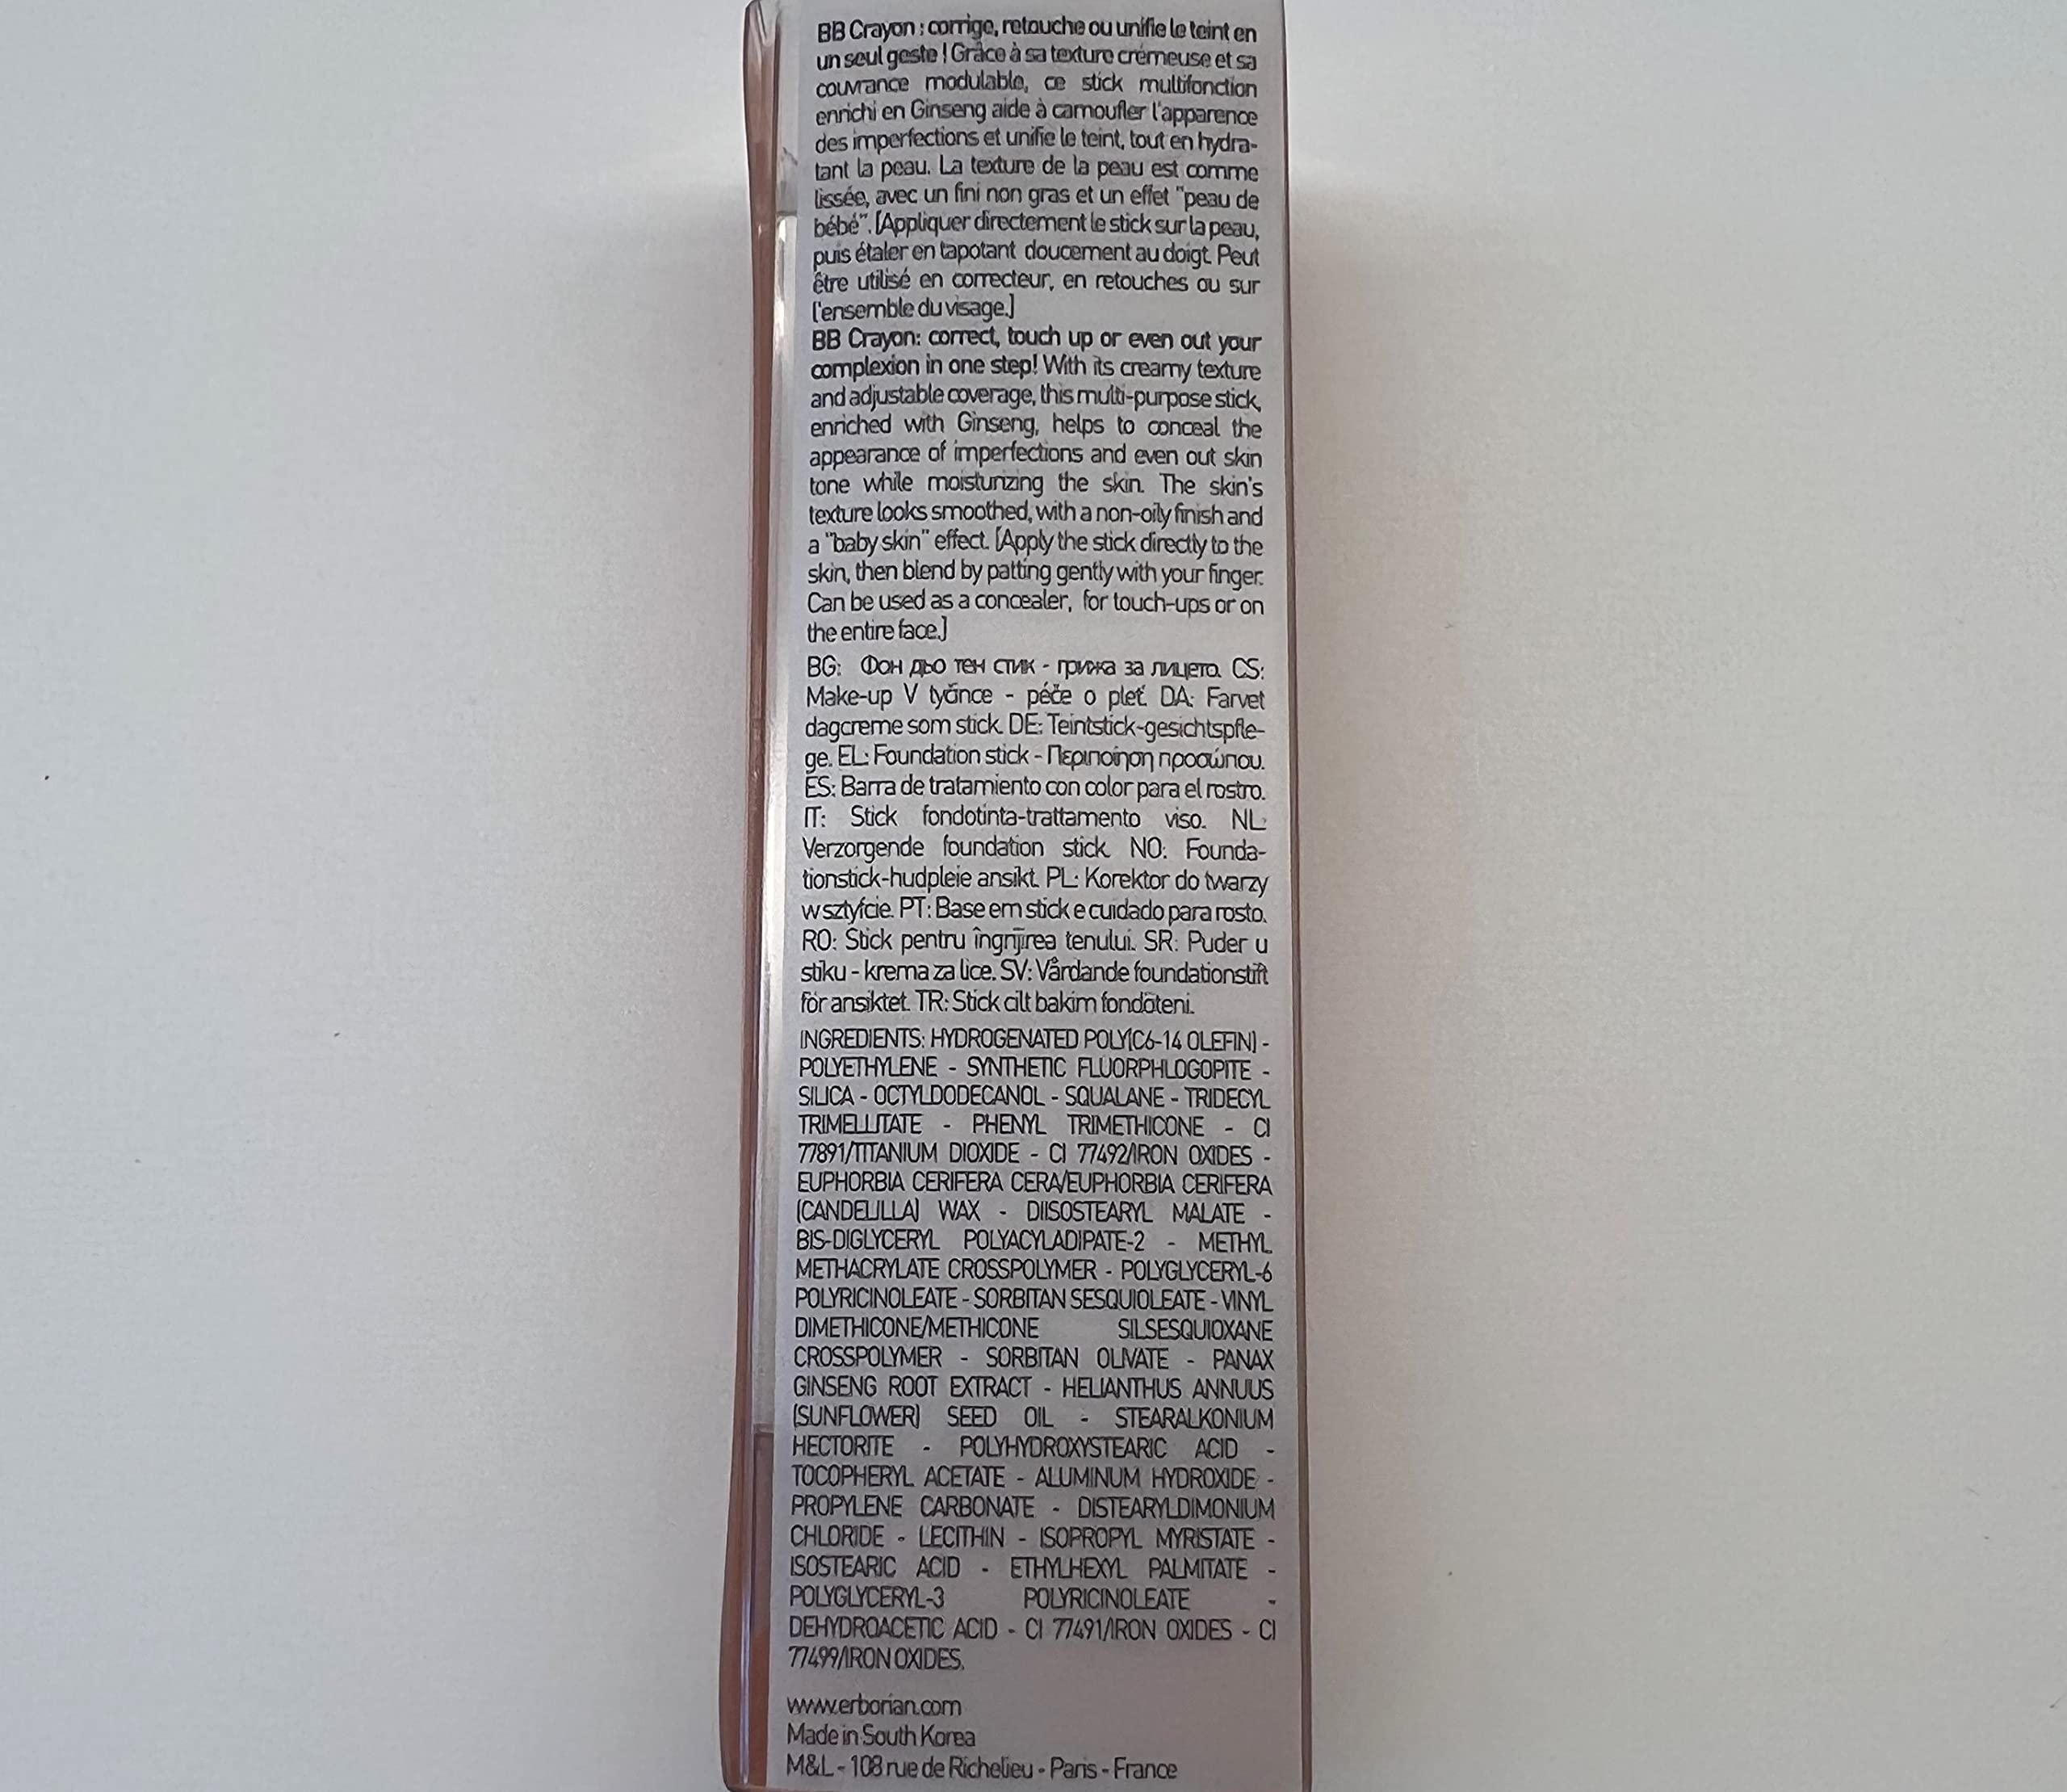 BB Crayon : corrige, retouche ou unifie le teint en
un seul geste ! Grâce à sa texture crémeuse et sa
couvrance modulable, ce stick multifonction
enrichi en Ginseng aide à camoufler l'apparence
des imperfections et unifie le teint, tout en hydra-
tant la peau. La texture de la peau est comme
lissée, avec un fini non gras et un effet "peau de
bébé". [Appliquer directement le stick sur la peau,
puis étaler en tapotant doucement au doigt. Peut
être utilisé en correcteur, en retouches ou sur
l'ensemble du visage.]
BB Crayon: correct, touch up or even out your
complexion in one step! With its creamy texture
and adjustable coverage, this multi-purpose stick,
enriched with Ginseng, helps to conceal the
appearance of imperfections and even out skin
tone while moisturizing the skin. The skin's
texture looks smoothed, with a non-oily finish and
a "baby skin" effect. [Apply the stick directly to the
skin, then blend by patting gently with your finger.
Can be used as a concealer, for touch-ups or on
the entire face.]
BG: Фон дьо тен стик - грижа за лицето. CS:
Make-up V tyčince - péče o pleť. DA: Farvet
dagcreme som stick. DE: Teintstick-gesichtspfle-
ge. EL: Foundation stick - Περιποίηση προσώπου.
ES: Barra de tratamiento con color para el rostro.
IT: Stick fondotinta-trattamento viso. NL:
Verzorgende foundation stick. NO: Founda-
tionstick-hudpleie ansikt. PL: Korektor do twarzy
w sztyfcie. PT: Base em stick e cuidado para rosto.
RO: Stick pentru îngrijirea tenului. SR: Puder u
stiku - krema za lice. SV: Vårdande foundationstift
för ansiktet. TR: Stick cilt bakim fondöteni.
INGREDIENTS: HYDROGENATED POLY(C6-14 OLEFIN) -
POLYETHYLENE - SYNTHETIC FLUORPHLOGOPITE -
SILICA - OCTYLDODECANOL - SQUALANE - TRIDECYL
TRIMELLITATE - PHENYL TRIMETHICONE - CI
77891/TITANIUM DIOXIDE - CI 77492/IRON OXIDES -
EUPHORBIA CERIFERA CERA/EUPHORBIA CERIFERA
(CANDELILLA) WAX - DIISOSTEARYL MALATE -
BIS-DIGLYCERYL POLYACYLADIPATE-2 - METHYL
METHACRYLATE CROSSPOLYMER - POLYGLYCERYL-6
POLYRICINOLEATE - SORBITAN SESQUIOLEATE - VINYL
DIMETHICONE/METHICONE SILSESQUIOXANE
CROSSPOLYMER - SORBITAN OLIVATE - PANAX
GINSENG ROOT EXTRACT - HELIANTHUS ANNUUS
(SUNFLOWER) SEED OIL - STEARALKONIUM
HECTORITE - POLYHYDROXYSTEARIC ACID -
TOCOPHERYL ACETATE - ALUMINUM HYDROXIDE -
PROPYLENE CARBONATE - DISTEARYLDIMONIUM
CHLORIDE - LECITHIN - ISOPROPYL MYRISTATE -
ISOSTEARIC ACID - ETHYLHEXYL PALMITATE -
POLYGLYCERYL-3 POLYRICINOLEATE -
DEHYDROACETIC ACID - CI 77491/IRON OXIDES - CI
77499/IRON OXIDES.
www.erborian.com
Made in South Korea
M&L - 108 rue de Richelieu - Paris - France